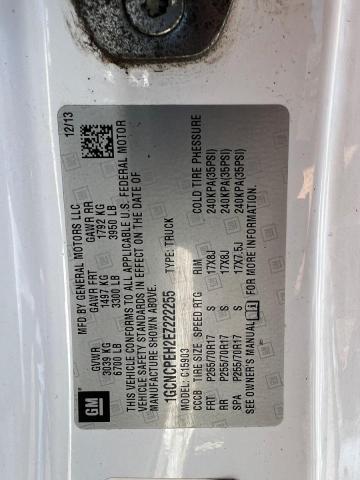 GM
MFD BY GENERAL MOTORS LLC 12/13
GVWR GAWR FRT GAWR RR
3039 KG 1497 KG 1792 KG
6700 LB 3300 LB 3950 LB
THIS VEHICLE CONFORMS TO ALL APPLICABLE U.S. FEDERAL MOTOR
VEHICLE SAFETY STANDARDS IN EFFECT ON THE DATE OF
MANUFACTURE SHOWN ABOVE.
1GCNCPEH2EZ222255 TYPE: TRUCK
MODEL: C15903
CCCB TIRE SIZE SPEED RTG RIM COLD TIRE PRESSURE
FRT P255/70R17 S 17X8J 240KPA(35PSI)
RR P255/70R17 S 17X8J 240KPA(35PSI)
SPA P255/70R17 S 17X7.5J 240KPA(35PSI)
SEE OWNER'S MANUAL FOR MORE INFORMATION.